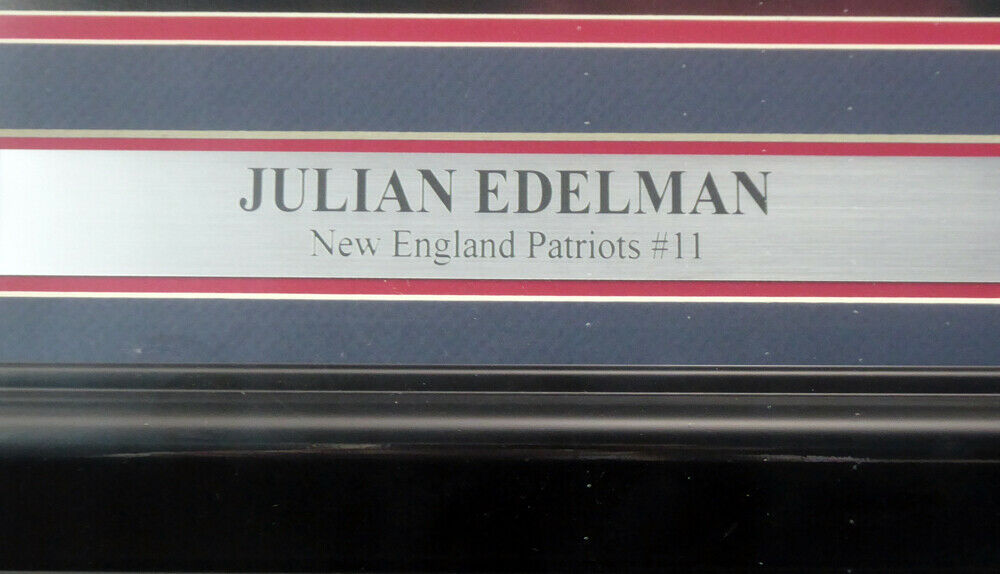 JULIAN EDELMAN
New England Patriots #11